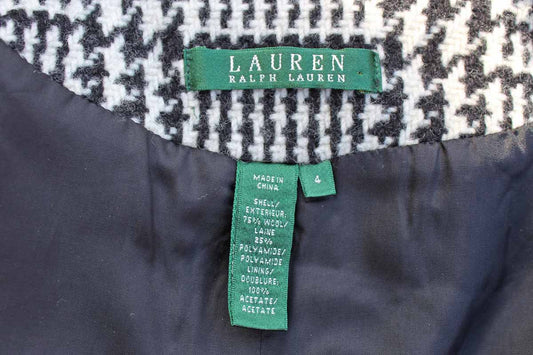 LAUREN
RALPH LAUREN
MADE IN
CHINA
4
SHELL/
EXTERIEUR:
75% WOOL/
LAINE
25%
POLYAMIDE/
POLYAMIDE
LINING/
DOUBLURE:
100%
ACETATE/
ACETATE